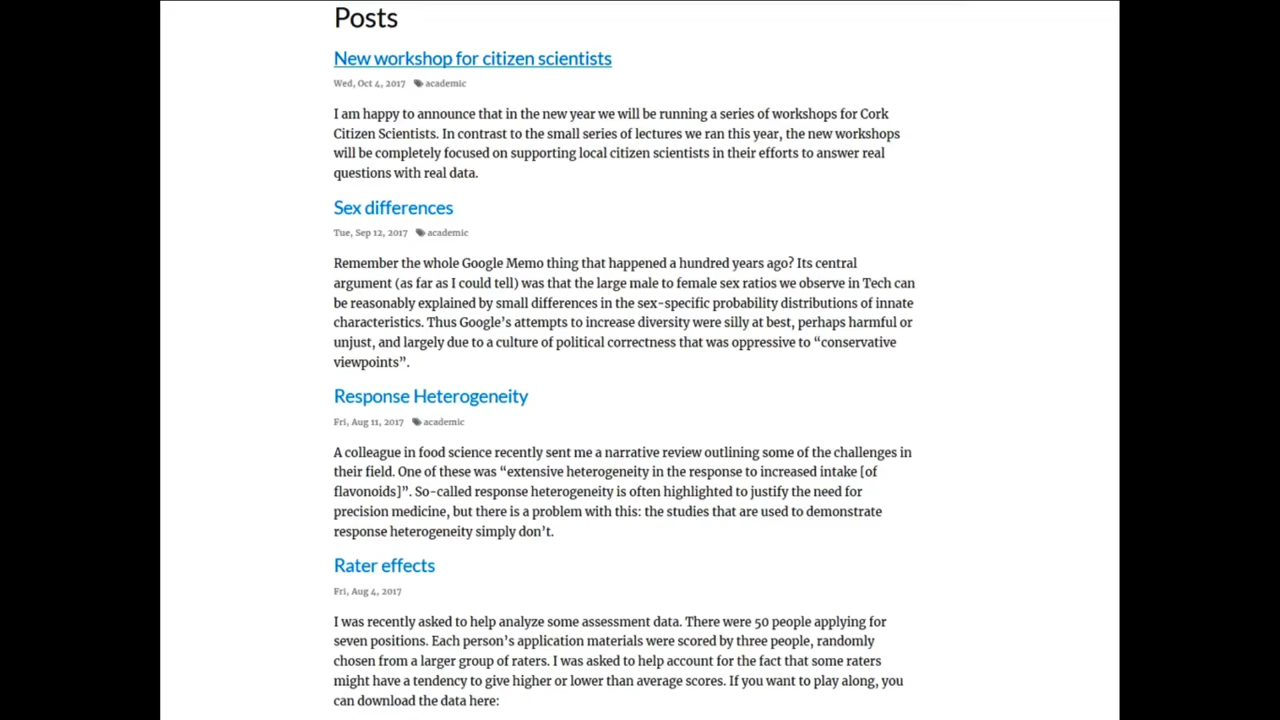 Posts
New workshop for citizen scientists
Wed, Oct 4, 2017 academic
I am happy to announce that in the new year we will be running a series of workshops for Cork
Citizen Scientists. In contrast to the small series of lectures we ran this year, the new workshops
will be completely focused on supporting local citizen scientists in their efforts to answer real
questions with real data.
Sex differences
Tue, Sep 12, 2017 academic
Remember the whole Google Memo thing that happened a hundred years ago? Its central
argument (as far as I could tell) was that the large male to female sex ratios we observe in Tech can
be reasonably explained by small differences in the sex-specific probability distributions of innate
characteristics. Thus Google’s attempts to increase diversity were silly at best, perhaps harmful or
unjust, and largely due to a culture of political correctness that was oppressive to “conservative
viewpoints”.
Response Heterogeneity
Fri, Aug 11, 2017 academic
A colleague in food science recently sent me a narrative review outlining some of the challenges in
their field. One of these was “extensive heterogeneity in the response to increased intake [of
flavonoids]”. So-called response heterogeneity is often highlighted to justify the need for
precision medicine, but there is a problem with this: the studies that are used to demonstrate
response heterogeneity simply don’t.
Rater effects
Fri, Aug 4, 2017
I was recently asked to help analyze some assessment data. There were 50 people applying for
seven positions. Each person’s application materials were scored by three people, randomly
chosen from a larger group of raters. I was asked to help account for the fact that some raters
might have a tendency to give higher or lower than average scores. If you want to play along, you
can download the data here: